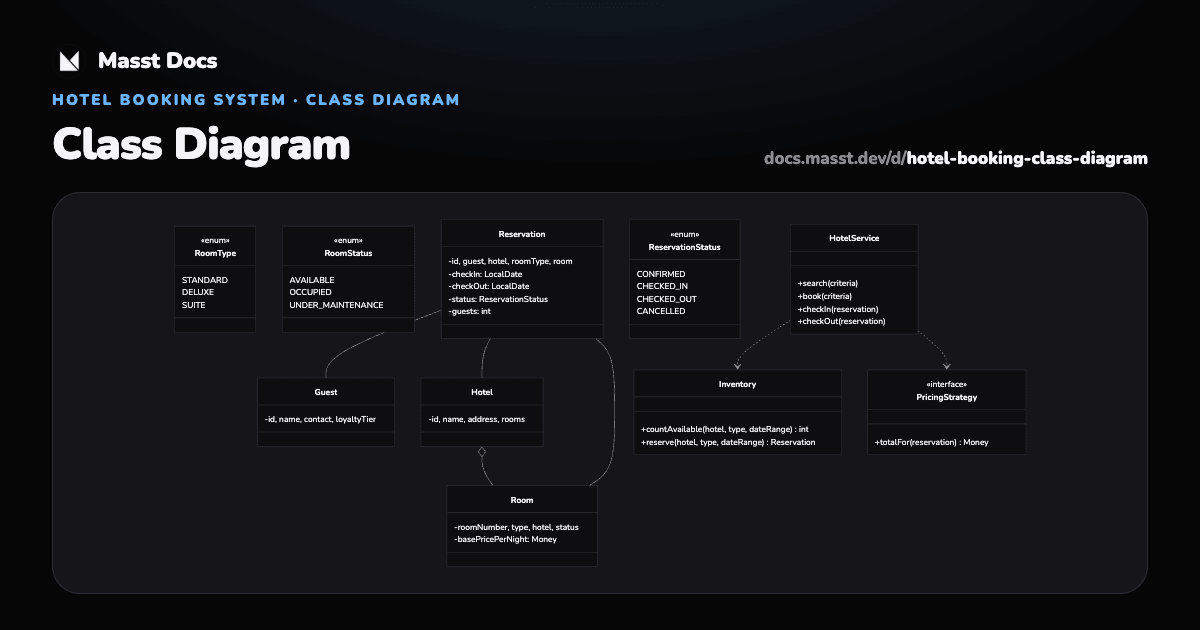 Masst Docs
HOTEL BOOKING SYSTEM · CLASS DIAGRAM
Class Diagram
docs.masst.dev/d/hotel-booking-class-diagram
«enum»
RoomType
STANDARD
DELUXE
SUITE
«enum»
RoomStatus
AVAILABLE
OCCUPIED
UNDER_MAINTENANCE
Reservation
-id, guest, hotel, roomType, room
-checkIn: LocalDate
-checkOut: LocalDate
-status: ReservationStatus
-guests: int
«enum»
ReservationStatus
CONFIRMED
CHECKED_IN
CHECKED_OUT
CANCELLED
HotelService
+search(criteria)
+book(criteria)
+checkIn(reservation)
+checkOut(reservation)
Guest
-id, name, contact, loyaltyTier
Hotel
-id, name, address, rooms
Inventory
+countAvailable(hotel, type, dateRange) : int
+reserve(hotel, type, dateRange) : Reservation
«interface»
PricingStrategy
+totalFor(reservation) : Money
Room
-roomNumber, type, hotel, status
-basePricePerNight: Money